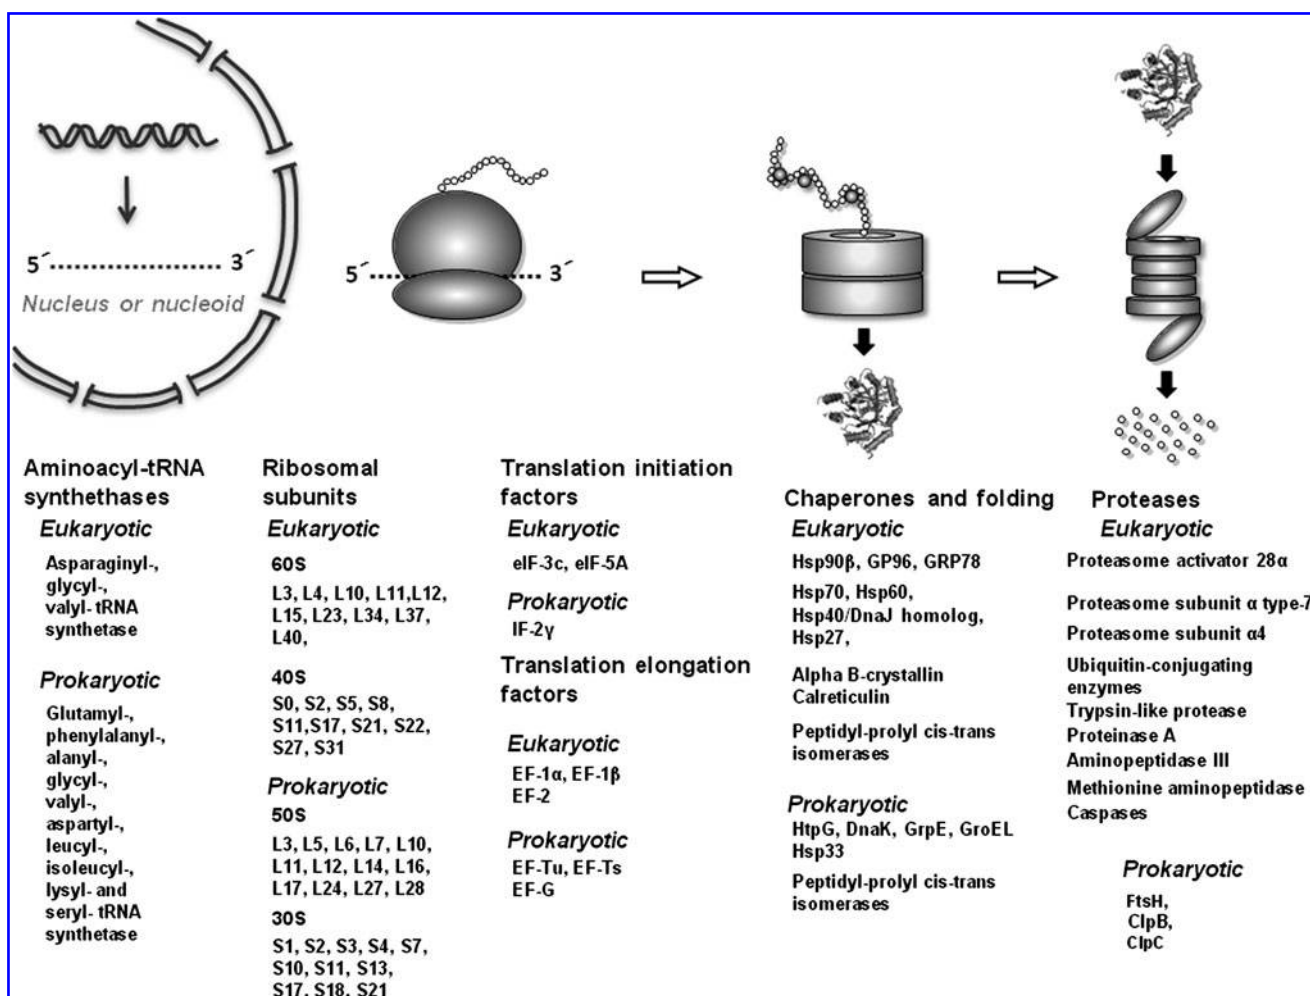 5´
3´
Nucleus or nucleoid
5´
3´
Aminoacyl-tRNA
synthethases
Eukaryotic
Asparaginyl-,
glycyl-,
valyl- tRNA
synthetase
Prokaryotic
Glutamyl-,
phenylalanyl-,
alanyl-,
glycyl-,
valyl-,
aspartyl-,
leucyl-,
isoleucyl-,
lysyl- and
seryl- tRNA
synthetase
Ribosomal
subunits
Eukaryotic
60S
L3, L4, L10, L11,L12,
L15, L23, L34, L37,
L40,
40S
S0, S2, S5, S8,
S11,S17, S21, S22,
S27, S31
Prokaryotic
50S
L3, L5, L6, L7, L10,
L11, L12, L14, L16,
L17, L24, L27, L28
30S
S1, S2, S3, S4, S7,
S10, S11, S13,
S17, S18, S21
Translation initiation
factors
Eukaryotic
eIF-3c, eIF-5A
Prokaryotic
IF-2γ
Translation elongation
factors
Eukaryotic
EF-1α, EF-1β
EF-2
Prokaryotic
EF-Tu, EF-Ts
EF-G
Chaperones and folding
Eukaryotic
Hsp90β, GP96, GRP78
Hsp70, Hsp60,
Hsp40/DnaJ homolog,
Hsp27,
Alpha B-crystallin
Calreticulin
Peptidyl-prolyl cis-trans
isomerases
Prokaryotic
HtpG, DnaK, GrpE, GroEL
Hsp33
Peptidyl-prolyl cis-trans
isomerases
Proteases
Eukaryotic
Proteasome activator 28α
Proteasome subunit α type-7
Proteasome subunit α4
Ubiquitin-conjugating
enzymes
Trypsin-like protease
Proteinase A
Aminopeptidase III
Methionine aminopeptidase
Caspases
Prokaryotic
FtsH,
ClpB,
ClpC